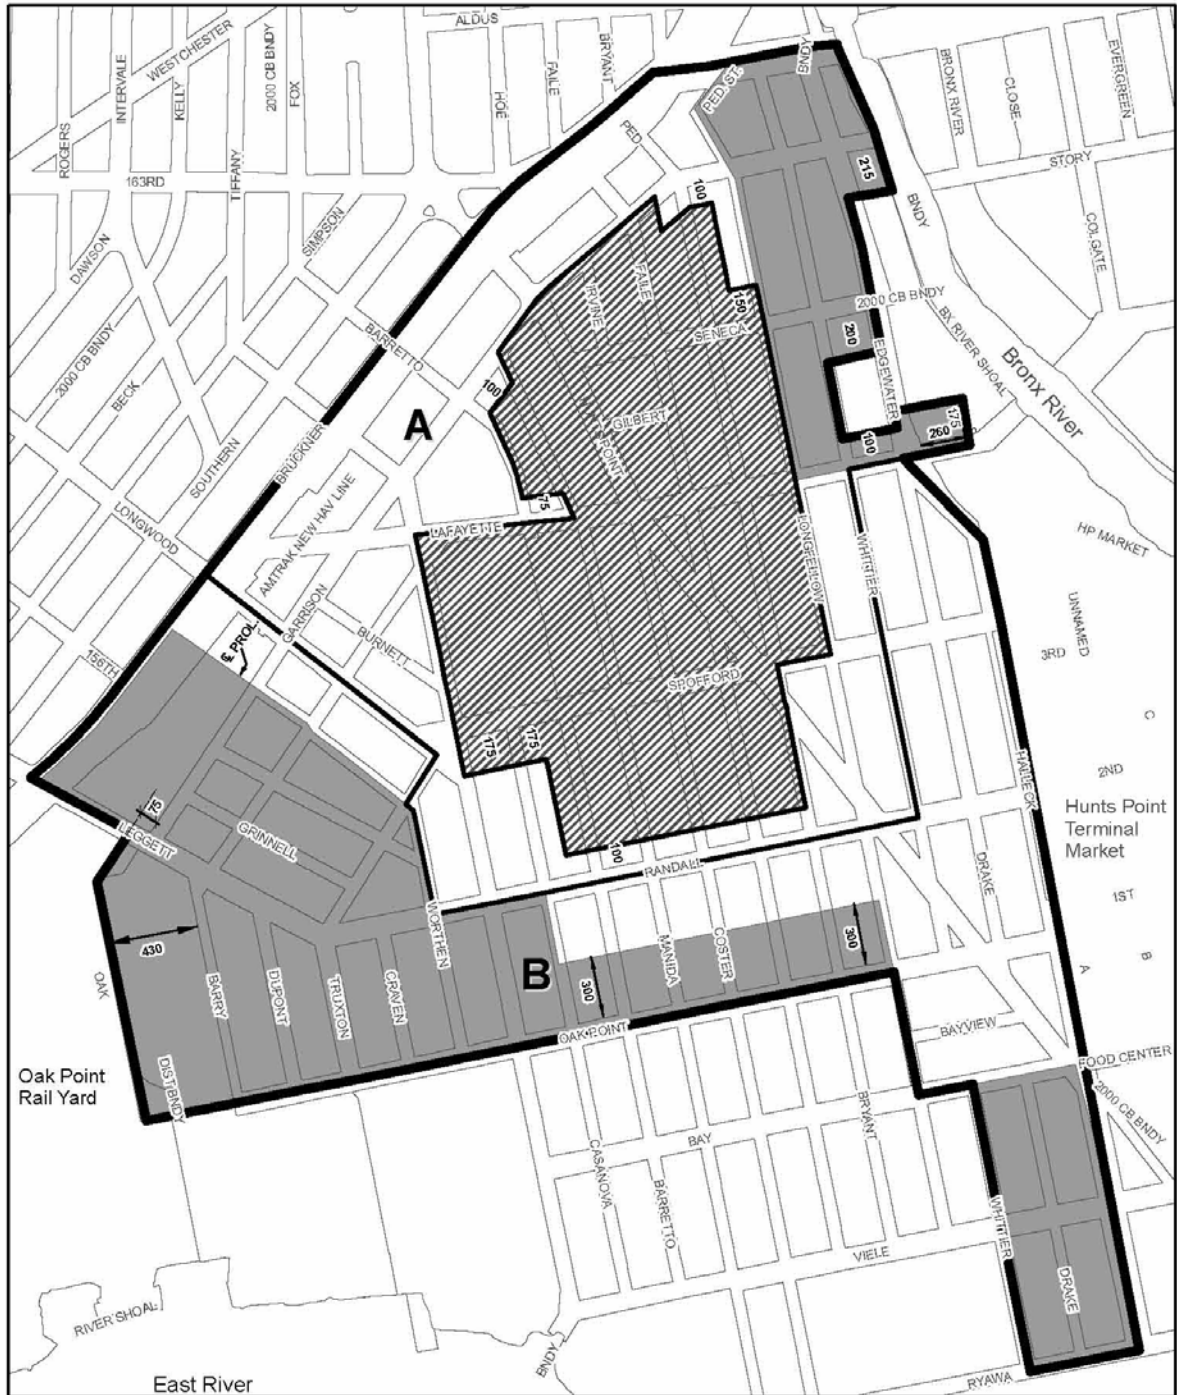 ALDUS
WESTCHESTER
2000 CB BNDY
INTERVALE
KELLY
FOX
BRYANT
FAILE
HOE
BNDY
PED. ST.
BRONX RIVER
CLOSE
EVERGREEN
ROGERS
163RD
TIFFANY
PED
STORY
215
100
BNDY
DAWSON
SIMPSON
COLGATE
FAILE
IRVINE
2000 CB BNDY
150
SENECA
200
BX RIVER SHOAL
Bronx River
2000 CB BNDY
BARRETTO
EDGEWATER
BECK
100
A
GILBERT
POINT
175
260
100
SOUTHERN
BRUCKNER
LONGWOOD
AMTRAK NEW HAV LINE
LAFAYETTE
75
LONGFELLOW
WHITTIER
HP MARKET
UNNAMED
GARRISON
BURNETT
℄ PROL.
156TH
3RD
SPOFFORD
C
175
175
2ND
HALLECK
Hunts Point
Terminal
Market
75
LEGGETT
GRINNELL
100
RANDALL
DRAKE
1ST
WORTHEN
430
MANIDA
COSTER
300
300
B
OAK
BARRY
DUPONT
TRUXTON
CRAVEN
B
A
OAK POINT
BAYVIEW
FOOD CENTER
Oak Point
Rail Yard
DIST BNDY
2000 CB BNDY
BRYANT
BAY
CASANOVA
BARRETTO
WHITTIER
VIELE
DRAKE
RIVER SHOAL
BNDY
RYAWA
East River